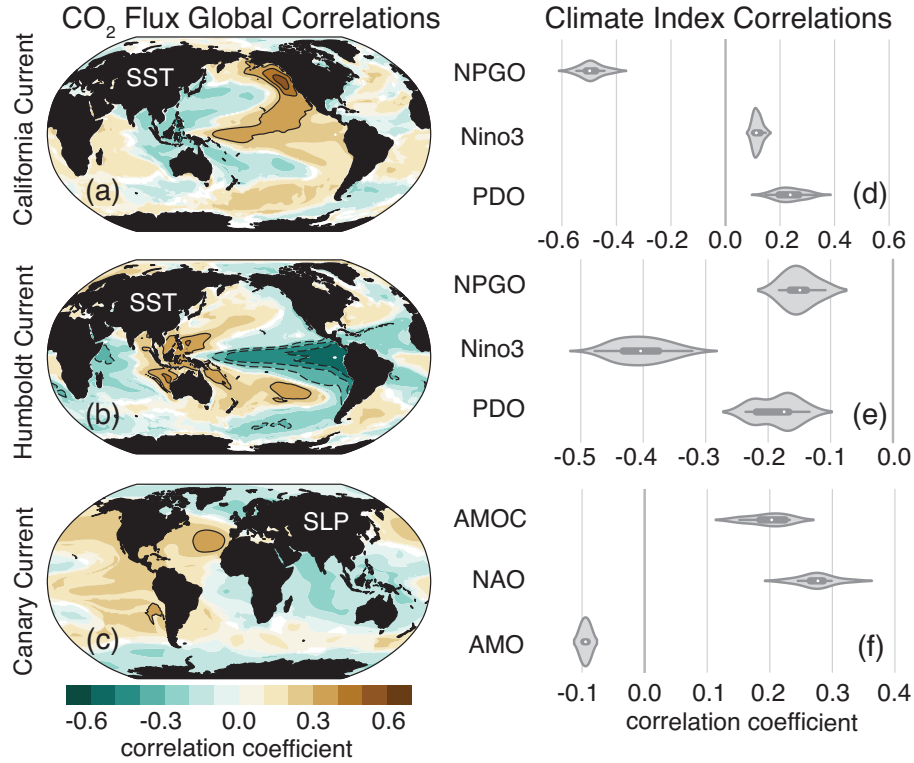 CO₂ Flux Global Correlations
Climate Index Correlations
California Current
SST
(a)
NPGO
Nino3
PDO
(d)
-0.6 -0.4 -0.2 0.0 0.2 0.4 0.6
Humboldt Current
SST
(b)
NPGO
Nino3
PDO
(e)
-0.5 -0.4 -0.3 -0.2 -0.1 0.0
Canary Current
SLP
(c)
AMOC
NAO
AMO
(f)
-0.1 0.0 0.1 0.2 0.3 0.4
correlation coefficient
-0.6 -0.3 0.0 0.3 0.6
correlation coefficient